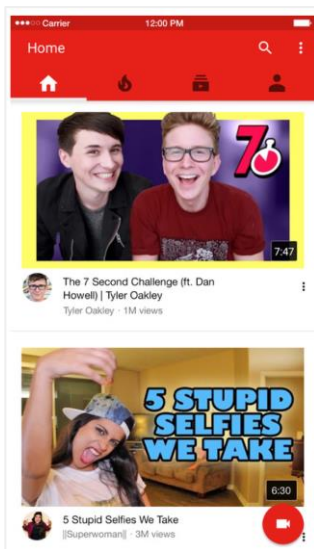 Carrier 12:00 PM
Home
7
7:47
The 7 Second Challenge (ft. Dan
Howell) | Tyler Oakley
Tyler Oakley · 1M views
5 STUPID
SELFIES
WE TAKE
6:30
5 Stupid Selfies We Take
||Superwoman|| · 3M views